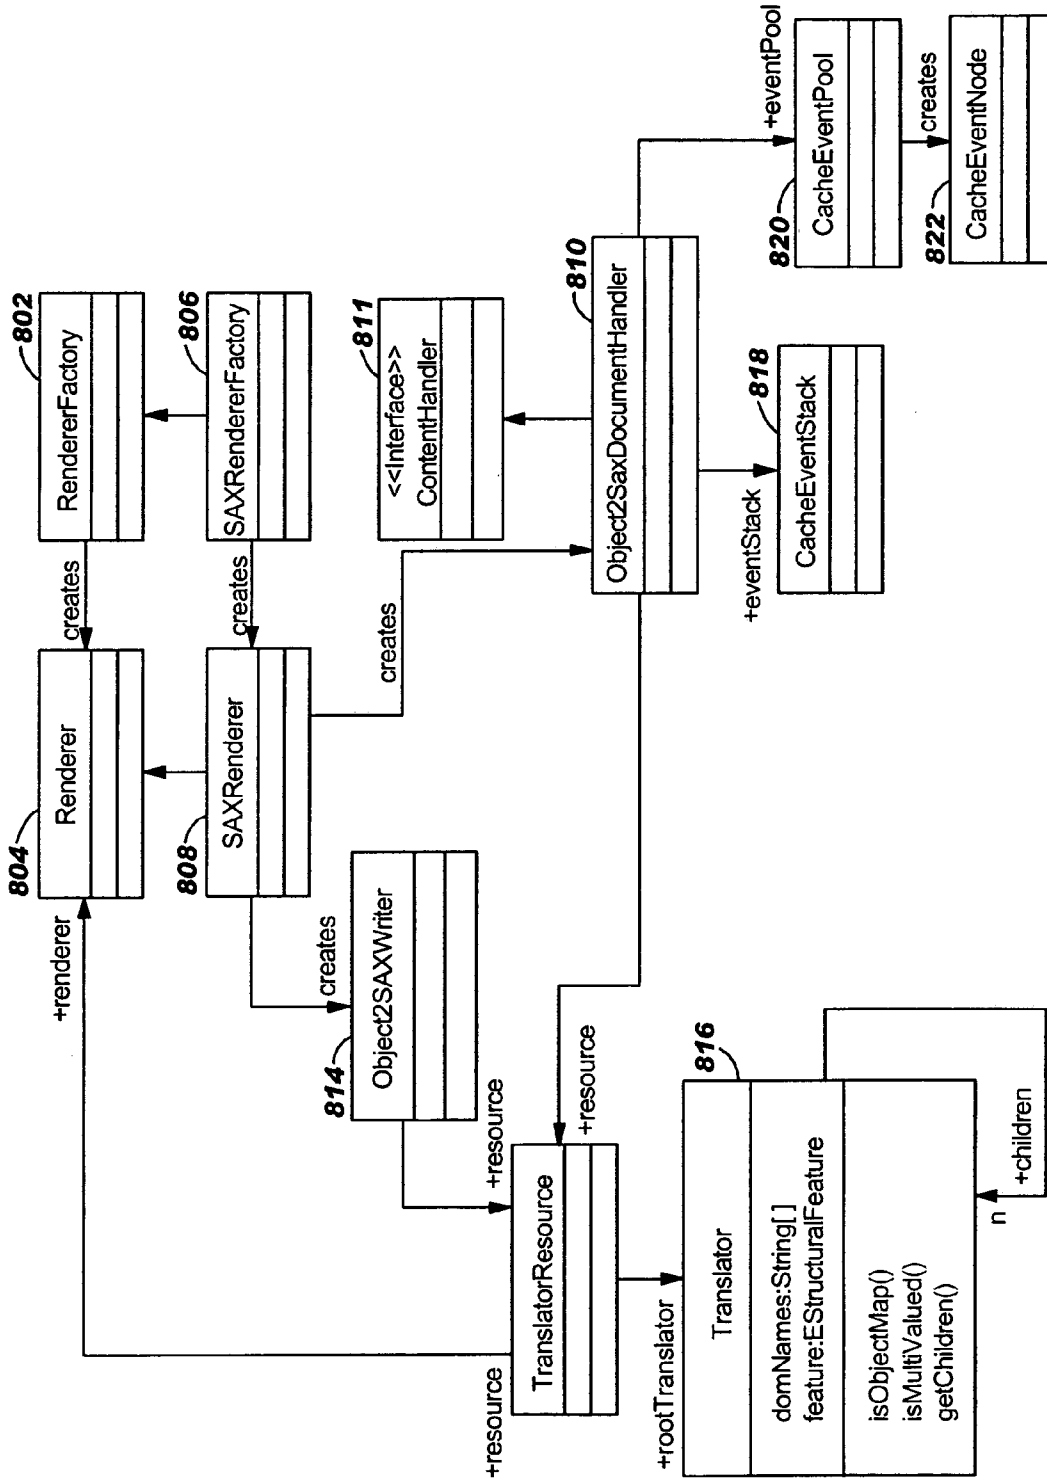 804
Renderer
creates
802
RendererFactory
+renderer
808
SAXRenderer
creates
806
SAXRendererFactory
creates
814
Object2SAXWriter
creates
811
<<Interface>>
ContentHandler
+resource
+resource
TranslatorResource
+resource
810
Object2SaxDocumentHandler
+rootTranslator
816
Translator
domNames:String[ ]
feature:EStructuralFeature
isObjectMap()
isMultiValued()
getChildren()
n
+children
+eventStack
818
CacheEventStack
+eventPool
820
CacheEventPool
creates
822
CacheEventNode